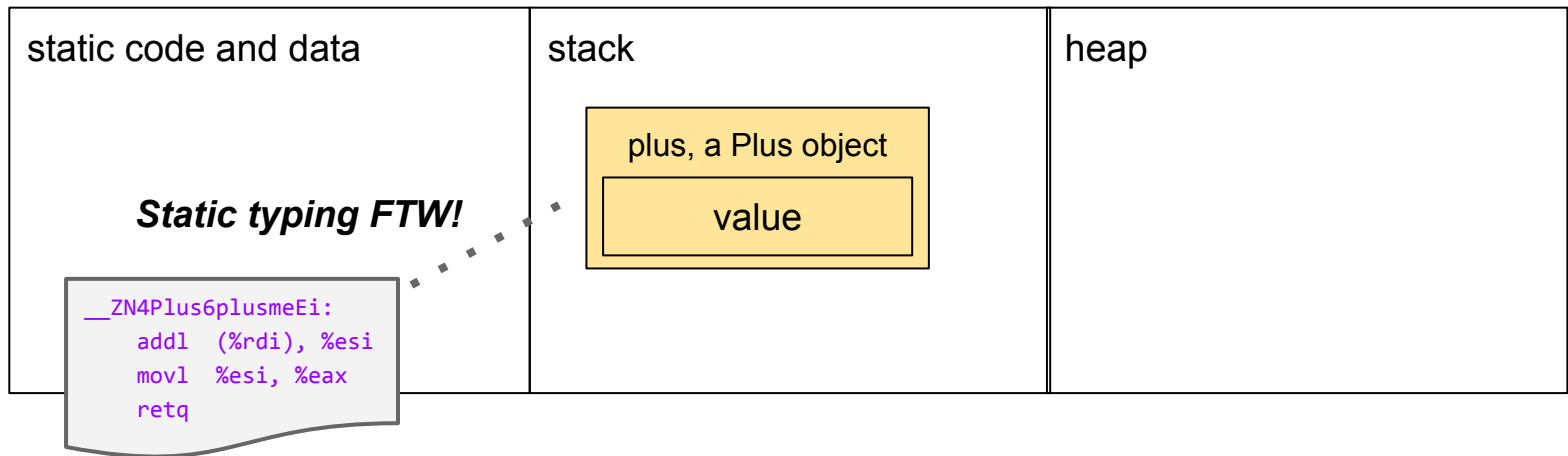 static code and data
stack
heap
plus, a Plus object
value
Static typing FTW!
__ZN4Plus6plusmeEi:
    addl  (%rdi), %esi
    movl  %esi, %eax
    retq